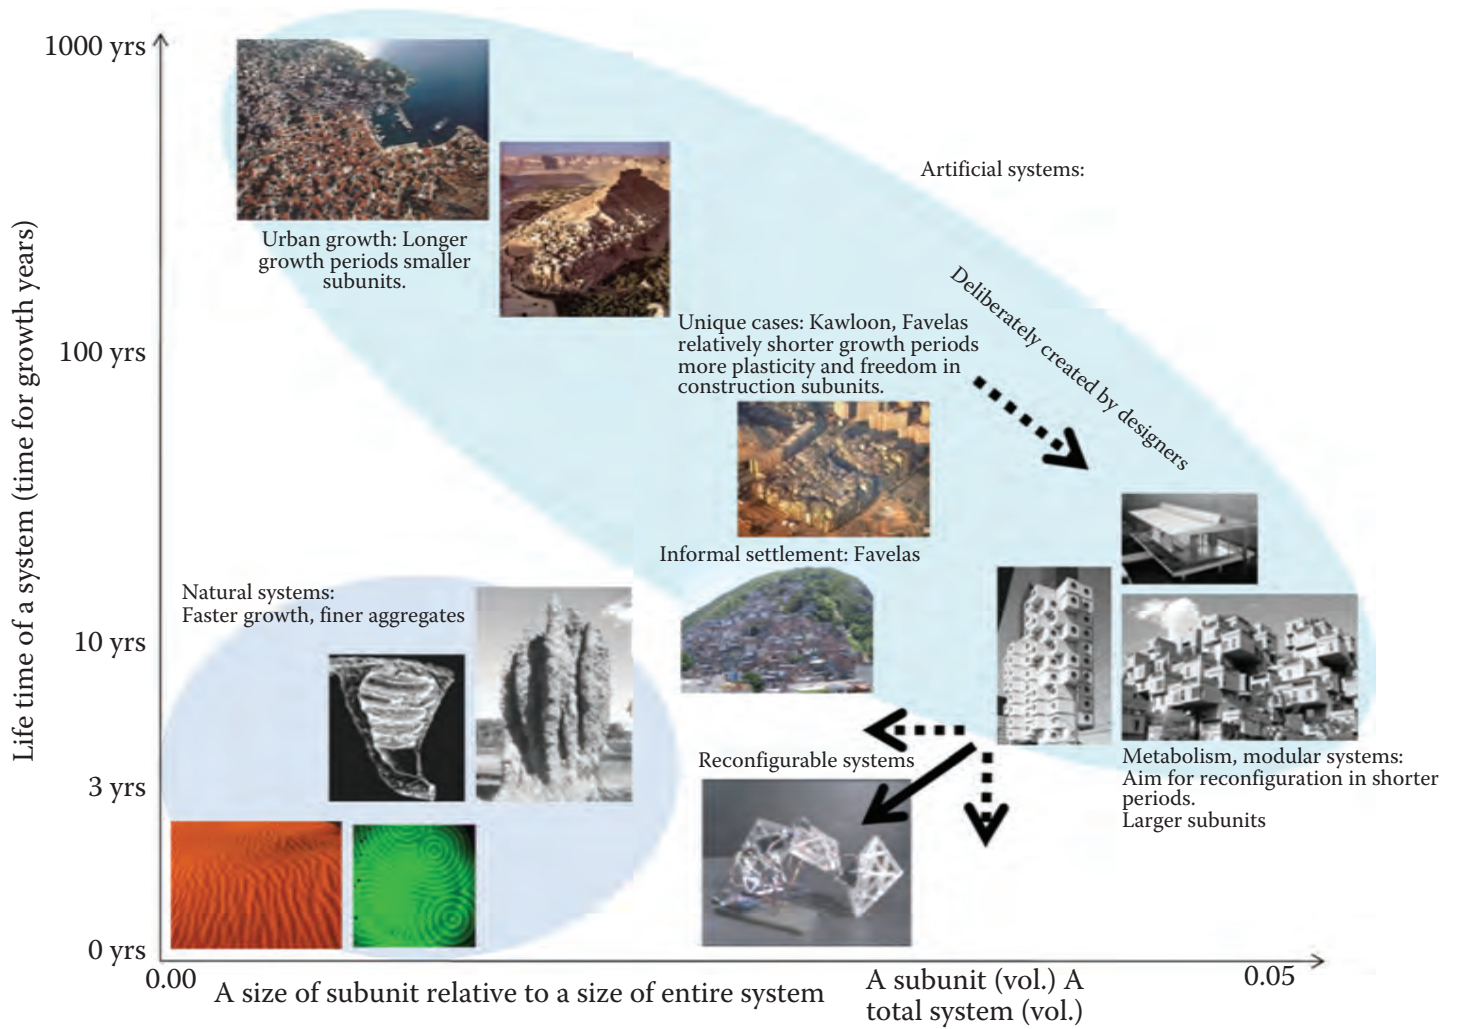 1000 yrs
Artificial systems:
Urban growth: Longer
growth periods smaller
subunits.
Deliberately created by designers
Unique cases: Kawloon, Favelas
relatively shorter growth periods
more plasticity and freedom in
construction subunits.
100 yrs
Life time of a system (time for growth years)
Informal settlement: Favelas
Natural systems:
Faster growth, finer aggregates
10 yrs
Reconfigurable systems
Metabolism, modular systems:
Aim for reconfiguration in shorter
periods.
Larger subunits
3 yrs
0 yrs
0.00
A size of subunit relative to a size of entire system
A subunit (vol.) A
total system (vol.)
0.05